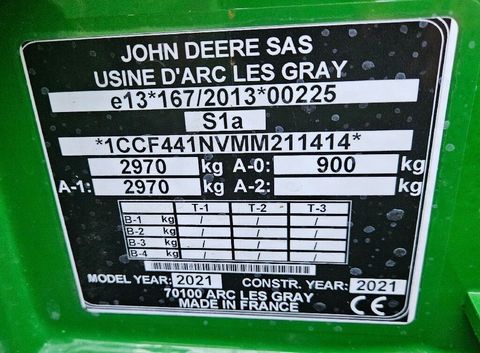 JOHN DEERE SAS
USINE D'ARC LES GRAY
e13*167/2013*00225
S1a
*1CCF441NVMM211414*
2970 kg A-0: 900 kg
A-1: 2970 kg A-2: kg
T-1 T-2 T-3
B-1 kg / / /
B-2 kg / / /
B-3 kg / / /
B-4 kg / / /
MODEL YEAR: 2021 CONSTR. YEAR: 2021
70100 ARC LES GRAY
MADE IN FRANCE CE